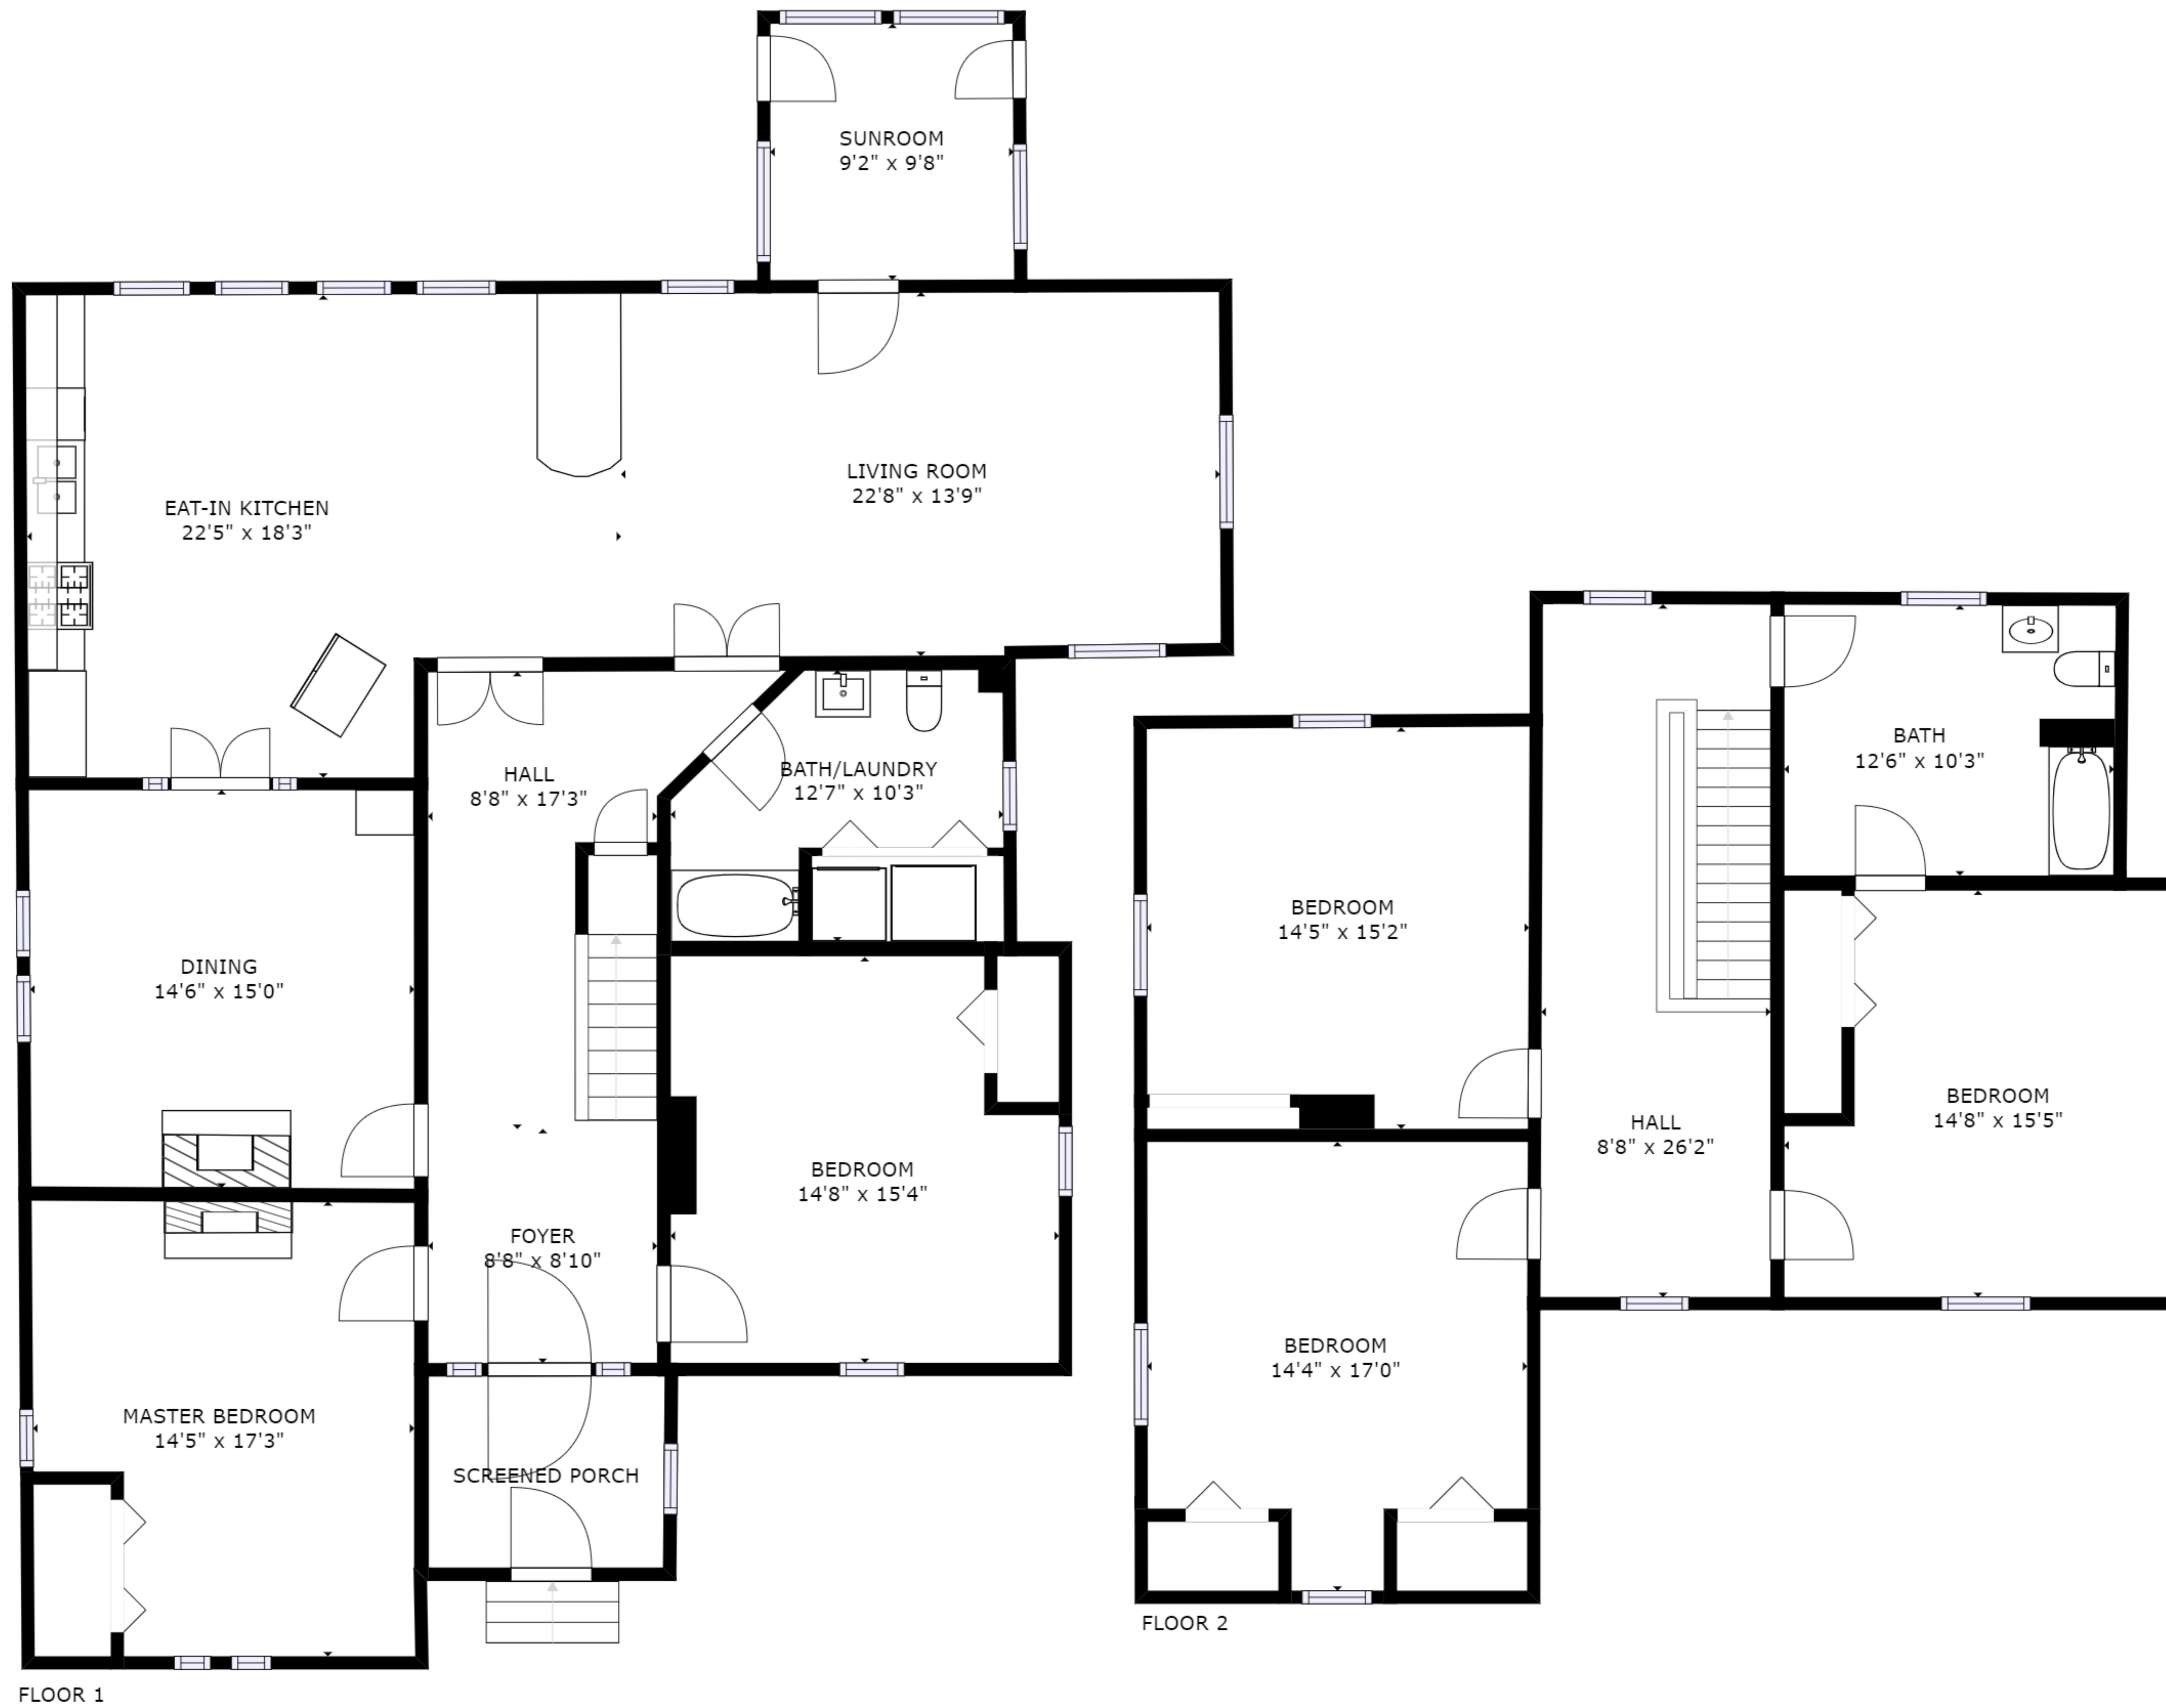 SUNROOM
9'2" x 9'8"
EAT-IN KITCHEN
22'5" x 18'3"
LIVING ROOM
22'8" x 13'9"
HALL
8'8" x 17'3"
BATH/LAUNDRY
12'7" x 10'3"
DINING
14'6" x 15'0"
BEDROOM
14'8" x 15'4"
FOYER
8'8" x 8'10"
MASTER BEDROOM
14'5" x 17'3"
SCREENED PORCH
FLOOR 1
BATH
12'6" x 10'3"
BEDROOM
14'5" x 15'2"
HALL
8'8" x 26'2"
BEDROOM
14'8" x 15'5"
BEDROOM
14'4" x 17'0"
FLOOR 2